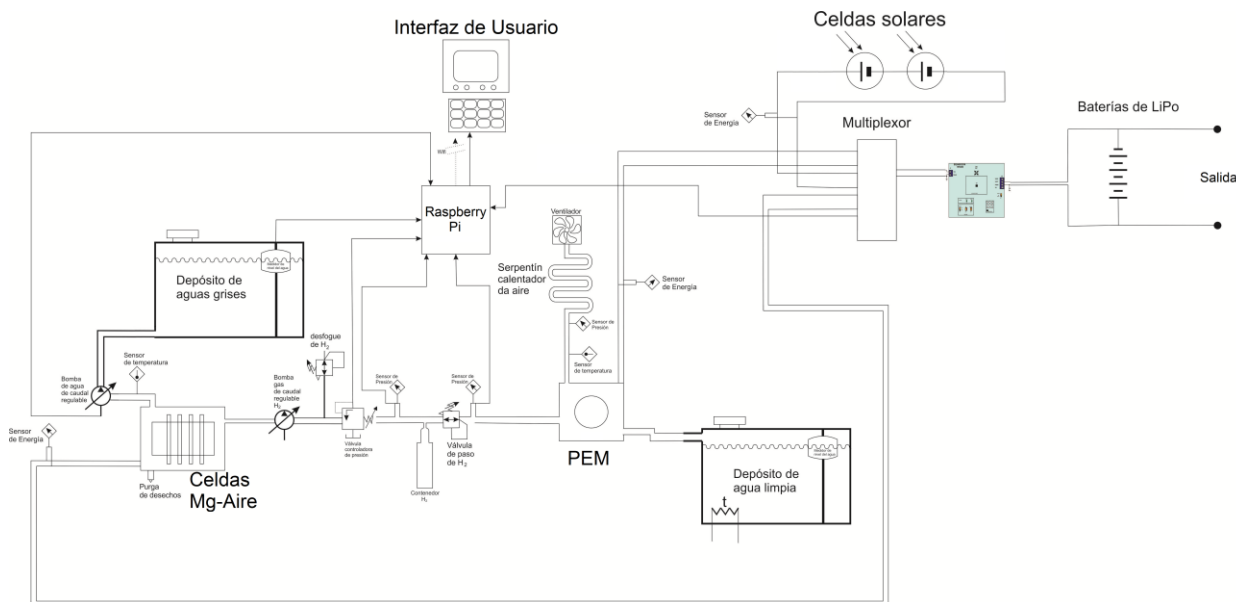 Interfaz de Usuario
Celdas solares
Sensor
de Energía
Multiplexor
Baterías de LiPo
Salida
Raspberry
Pi
Ventilador
Serpentín
calentador
da aire
Sensor
de Energía
Sensor de
Presión
Sensor
de temperatura
Depósito de
aguas grises
desfogue
de H2
Sensor
de temperatura
Bomba
de agua
de caudal
regulable
Bomba
gas
de caudal
regulable
H2
Sensor de
Presión
Sensor de
Presión
Sensor
de Energía
Válvula
controladora
de presión
Válvula
de paso
de H2
Contenedor
H2
PEM
Purga
de desechos
Celdas
Mg-Aire
Depósito de
agua limpia
t